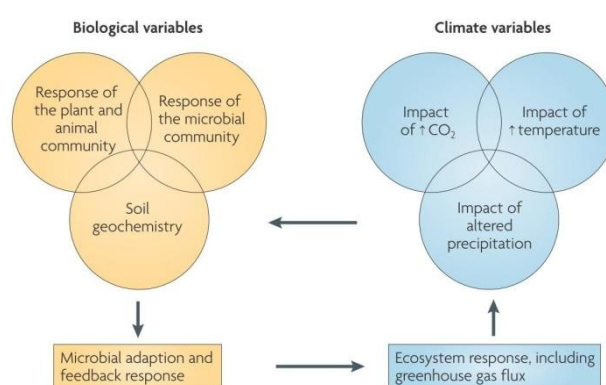 Biological variables
Climate variables
Response of
the plant and
animal
community
Response of
the microbial
community
Soil
geochemistry
Impact
of ↑CO₂
Impact of
↑temperature
Impact of
altered
precipitation
Microbial adaption and
feedback response
Ecosystem response, including
greenhouse gas flux